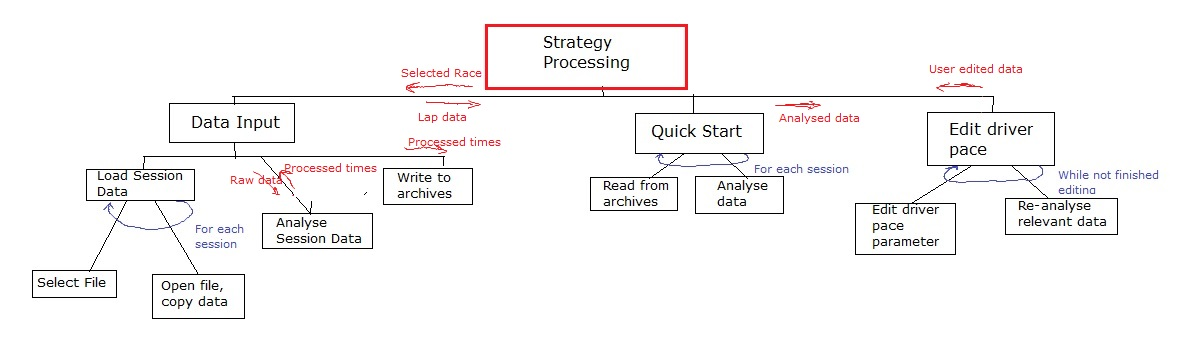 Strategy
Processing
Selected Race
User edited data
Lap data
Analysed data
Data Input
Quick Start
Edit driver
pace
Processed times
Load Session
Data
Raw data
Processed times
Write to
archives
For each session
Read from
archives
Analyse
data
While not finished
editing
For each
session
Analyse
Session Data
Edit driver
pace
parameter
Re-analyse
relevant data
Select File
Open file,
copy data